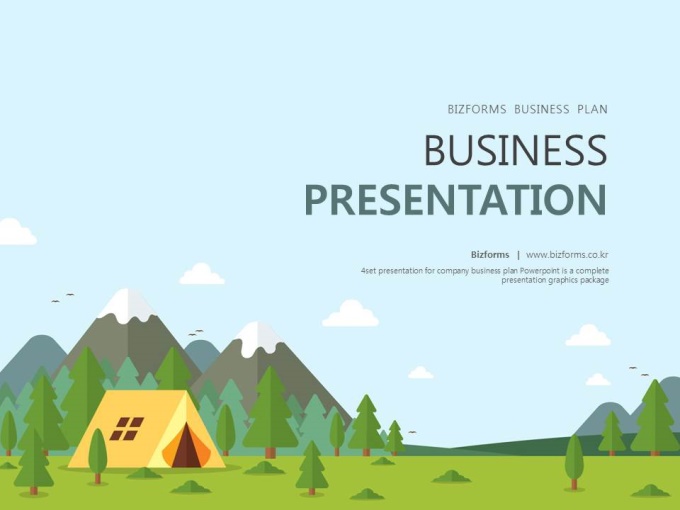 BIZFORMS BUSINESS PLAN
BUSINESS
PRESENTATION
Bizforms | www.bizforms.co.kr
4set presentation for company business plan Powerpoint is a complete
presentation graphics package